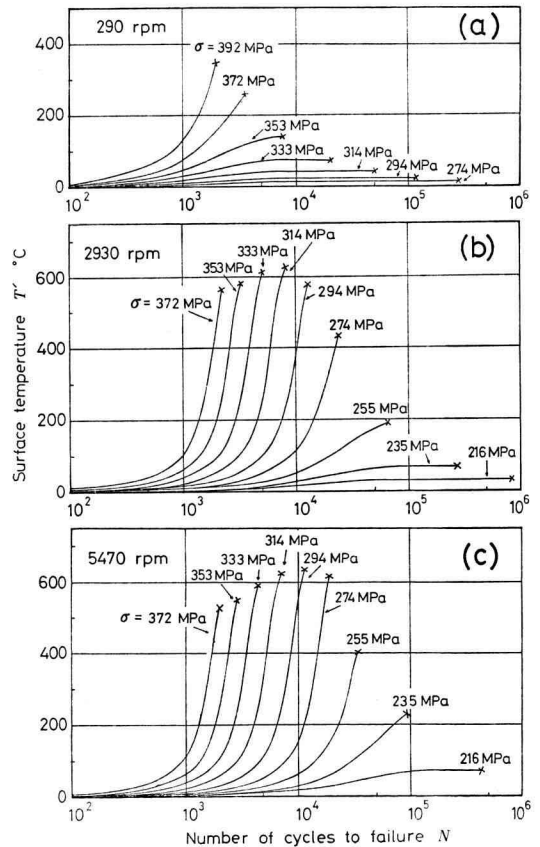 290 rpm
(a)
400
200
0
σ = 392 MPa
372 MPa
353 MPa
333 MPa
314 MPa
294 MPa
274 MPa
10² 10³ 10⁴ 10⁵ 10⁶
2930 rpm
(b)
600
400
200
0
σ = 372 MPa
353 MPa
333 MPa
314 MPa
294 MPa
274 MPa
255 MPa
235 MPa
216 MPa
10² 10³ 10⁴ 10⁵ 10⁶
Surface temperature T′ °C
5470 rpm
(c)
600
400
200
0
σ = 372 MPa
353 MPa
333 MPa
314 MPa
294 MPa
274 MPa
255 MPa
235 MPa
216 MPa
10² 10³ 10⁴ 10⁵ 10⁶
Number of cycles to failure N